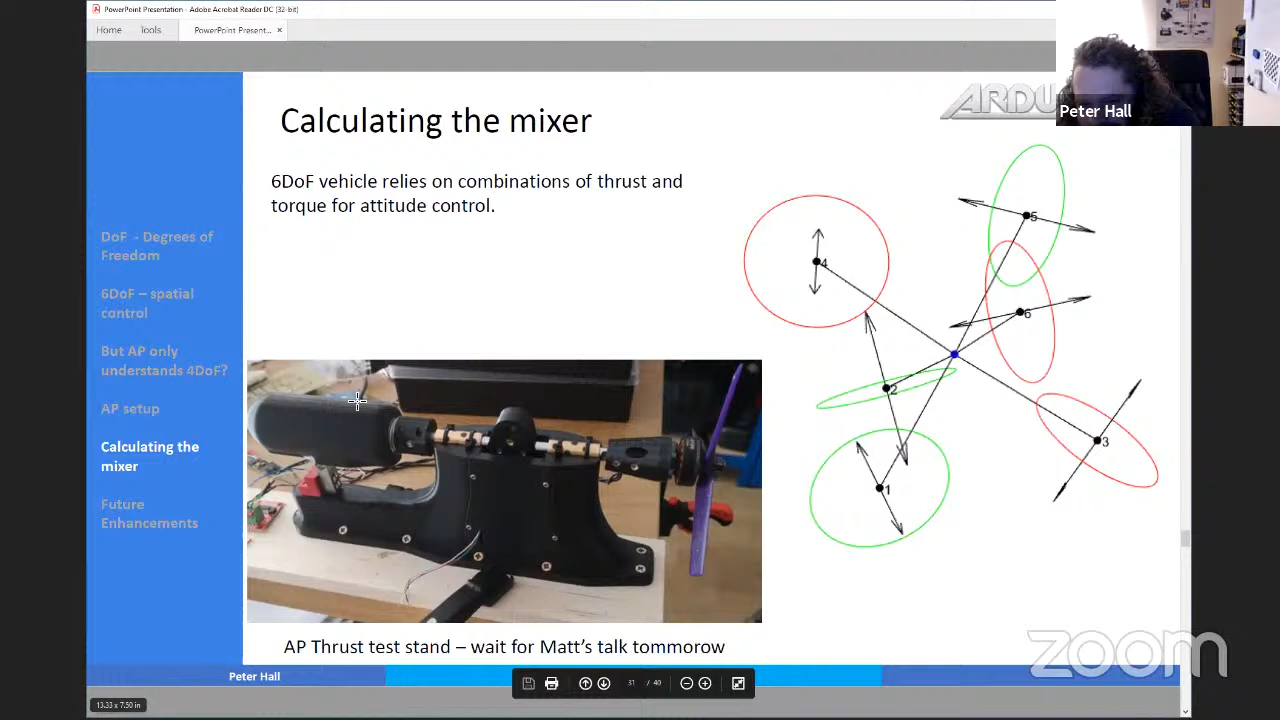 PowerPoint Presentation - Adobe Acrobat Reader DC (32-bit)
Home Tools PowerPoint Present... ×
Peter Hall
Calculating the mixer
6DoF vehicle relies on combinations of thrust and
torque for attitude control.
DoF - Degrees of
Freedom
6DoF – spatial
control
But AP only
understands 4DoF?
AP setup
Calculating the
mixer
Future
Enhancements
5
4
6
2
3
1
AP Thrust test stand – wait for Matt's talk tommorow
zoom
Peter Hall
31 / 40
13.33 x 7.50 in